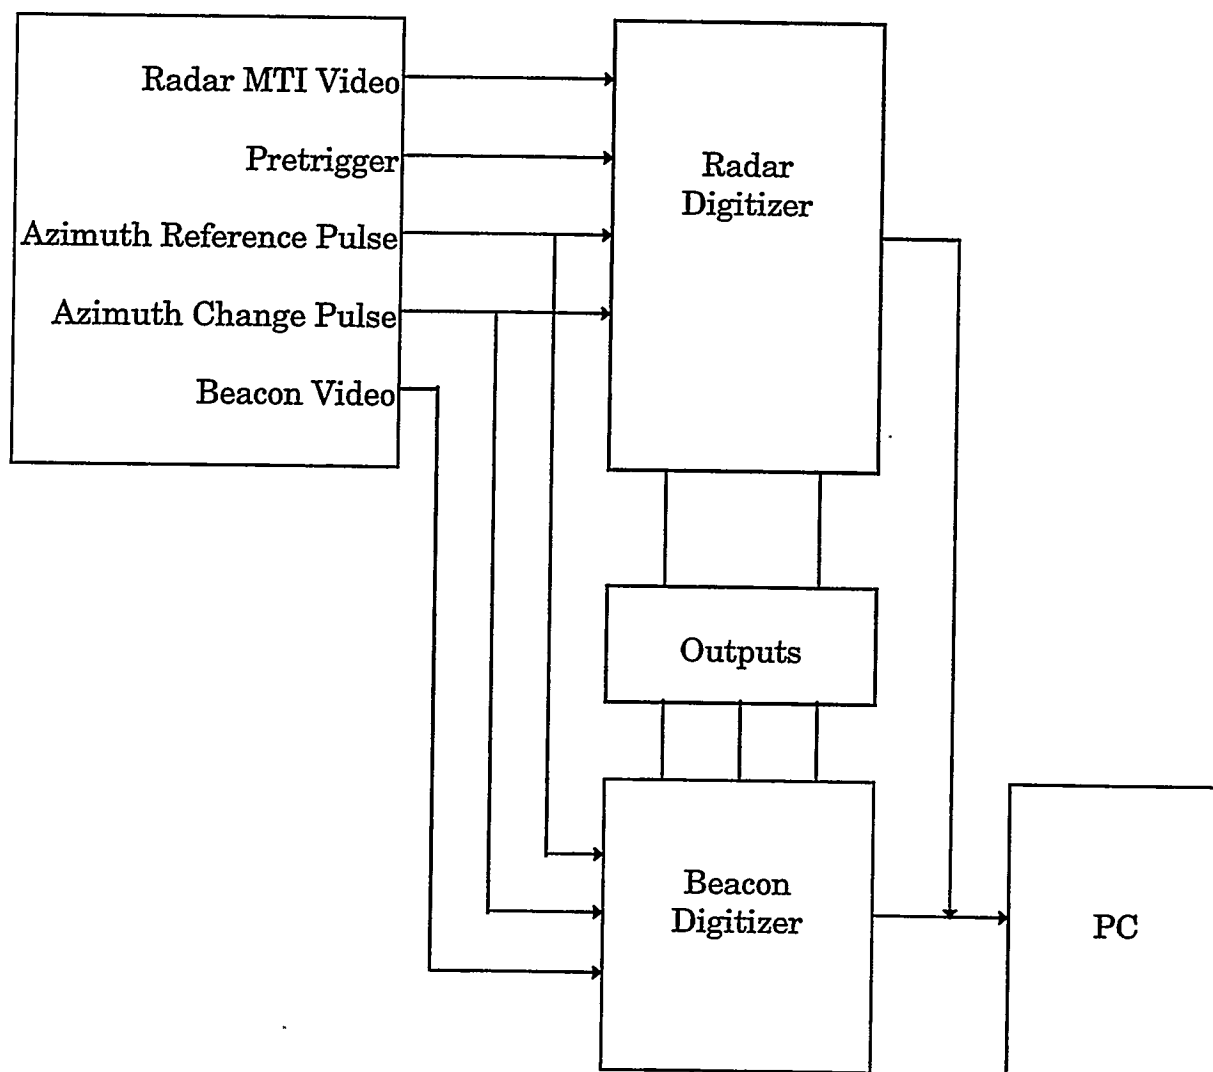 Radar MTI Video
Pretrigger
Azimuth Reference Pulse
Azimuth Change Pulse
Beacon Video
Radar
Digitizer
Outputs
Beacon
Digitizer
PC